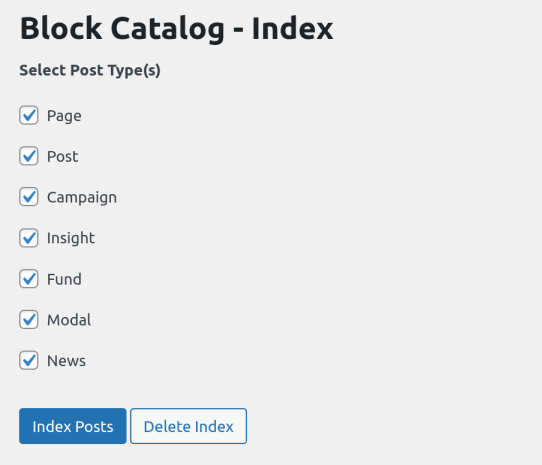 Block Catalog - Index
Select Post Type(s)
Page
Post
Campaign
Insight
Fund
Modal
News
Index Posts Delete Index